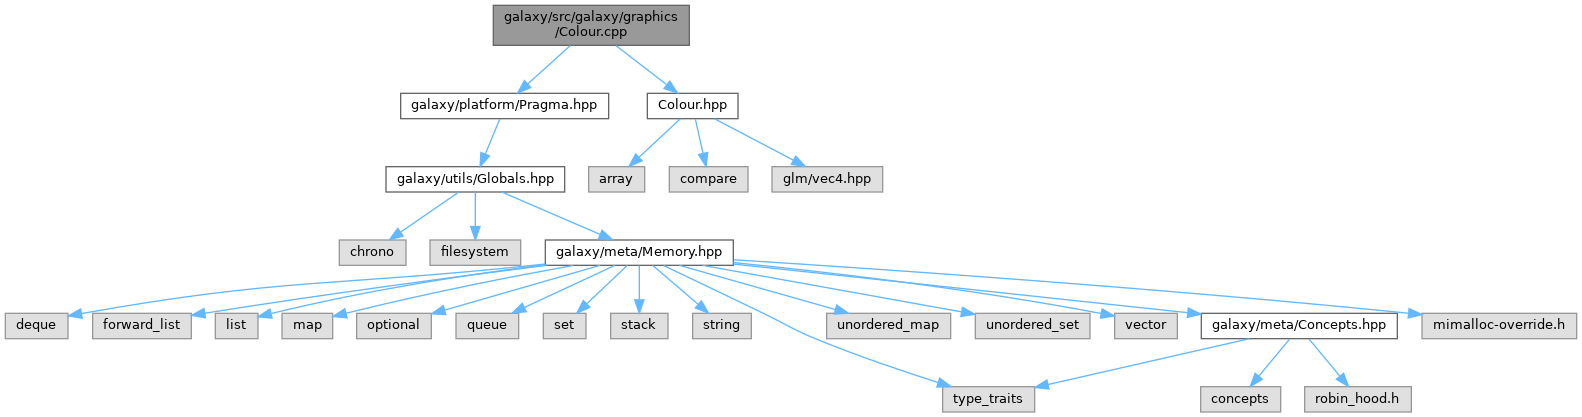 galaxy/src/galaxy/graphics
/Colour.cpp
galaxy/platform/Pragma.hpp
Colour.hpp
galaxy/utils/Globals.hpp
array
compare
glm/vec4.hpp
chrono
filesystem
galaxy/meta/Memory.hpp
deque
forward_list
list
map
optional
queue
set
stack
string
unordered_map
unordered_set
vector
galaxy/meta/Concepts.hpp
mimalloc-override.h
type_traits
concepts
robin_hood.h